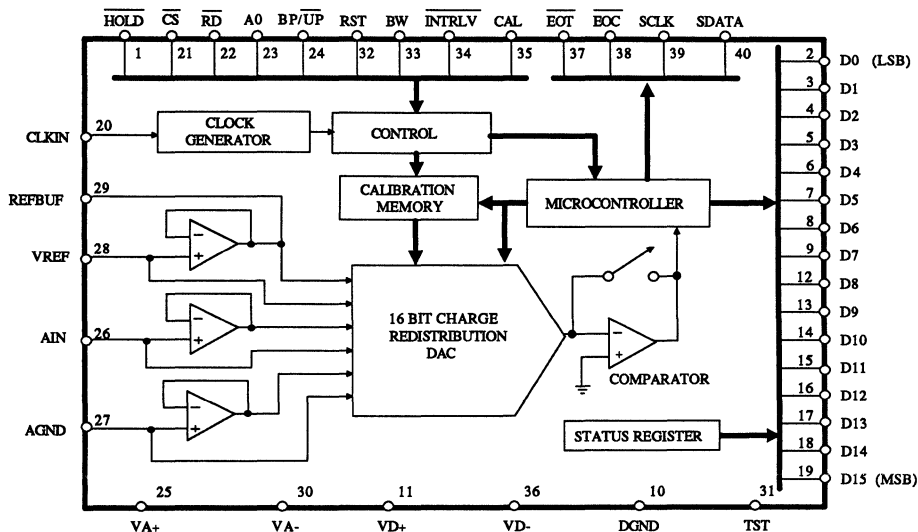 HOLD CS RD A0 BP/UP RST BW INTRLV CAL EOT EOC SCLK SDATA
1 21 22 23 24 32 33 34 35 37 38 39 40
2 D0 (LSB)
3 D1
4 D2
5 D3
6 D4
7 D5
8 D6
9 D7
12 D8
13 D9
14 D10
15 D11
16 D12
17 D13
18 D14
19 D15 (MSB)
CLKIN 20
CLOCK
GENERATOR
CONTROL
REFBUF 29
CALIBRATION
MEMORY
MICROCONTROLLER
VREF 28
−
+
AIN 26
−
+
16 BIT CHARGE
REDISTRIBUTION
DAC
−
+
COMPARATOR
AGND 27
−
+
STATUS REGISTER
25 30 11 36 10 31
VA+ VA- VD+ VD- DGND TST